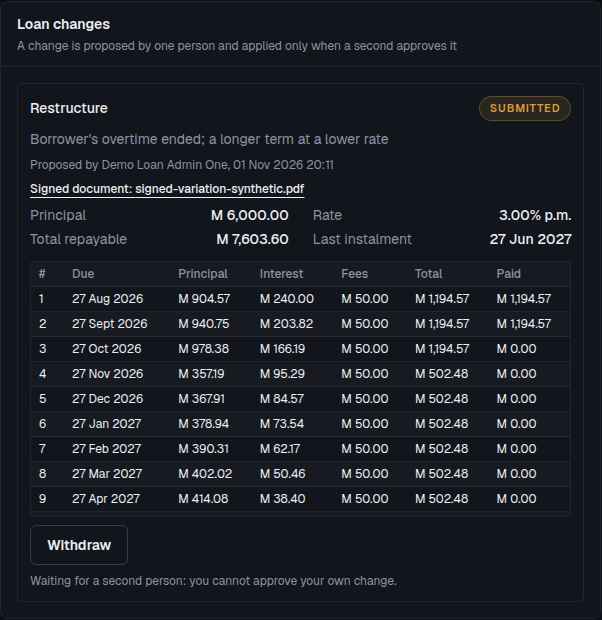 Loan changes
A change is proposed by one person and applied only when a second approves it
Restructure
SUBMITTED
Borrower's overtime ended; a longer term at a lower rate
Proposed by Demo Loan Admin One, 01 Nov 2026 20:11
Signed document: signed-variation-synthetic.pdf
Principal M 6,000.00 Rate 3.00% p.m.
Total repayable M 7,603.60 Last instalment 27 Jun 2027
# Due Principal Interest Fees Total Paid
1 27 Aug 2026 M 904.57 M 240.00 M 50.00 M 1,194.57 M 1,194.57
2 27 Sept 2026 M 940.75 M 203.82 M 50.00 M 1,194.57 M 1,194.57
3 27 Oct 2026 M 978.38 M 166.19 M 50.00 M 1,194.57 M 0.00
4 27 Nov 2026 M 357.19 M 95.29 M 50.00 M 502.48 M 0.00
5 27 Dec 2026 M 367.91 M 84.57 M 50.00 M 502.48 M 0.00
6 27 Jan 2027 M 378.94 M 73.54 M 50.00 M 502.48 M 0.00
7 27 Feb 2027 M 390.31 M 62.17 M 50.00 M 502.48 M 0.00
8 27 Mar 2027 M 402.02 M 50.46 M 50.00 M 502.48 M 0.00
9 27 Apr 2027 M 414.08 M 38.40 M 50.00 M 502.48 M 0.00
Withdraw
Waiting for a second person: you cannot approve your own change.